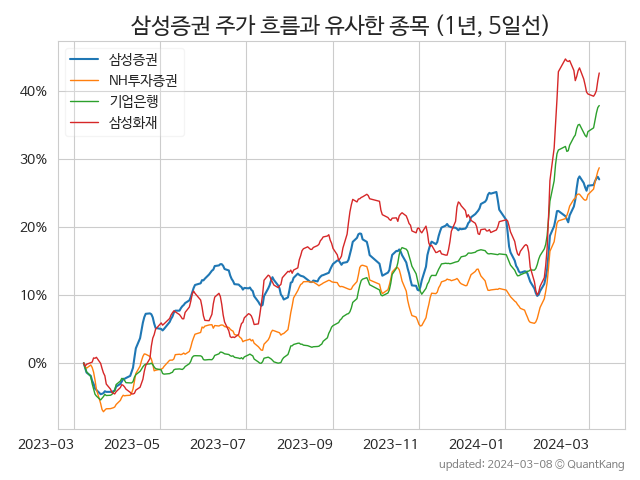 삼성증권 주가 흐름과 유사한 종목 (1년, 5일선)
삼성증권
NH투자증권
기업은행
삼성화재
40%
30%
20%
10%
0%
2023-03 2023-05 2023-07 2023-09 2023-11 2024-01 2024-03
updated: 2024-03-08 © QuantKang